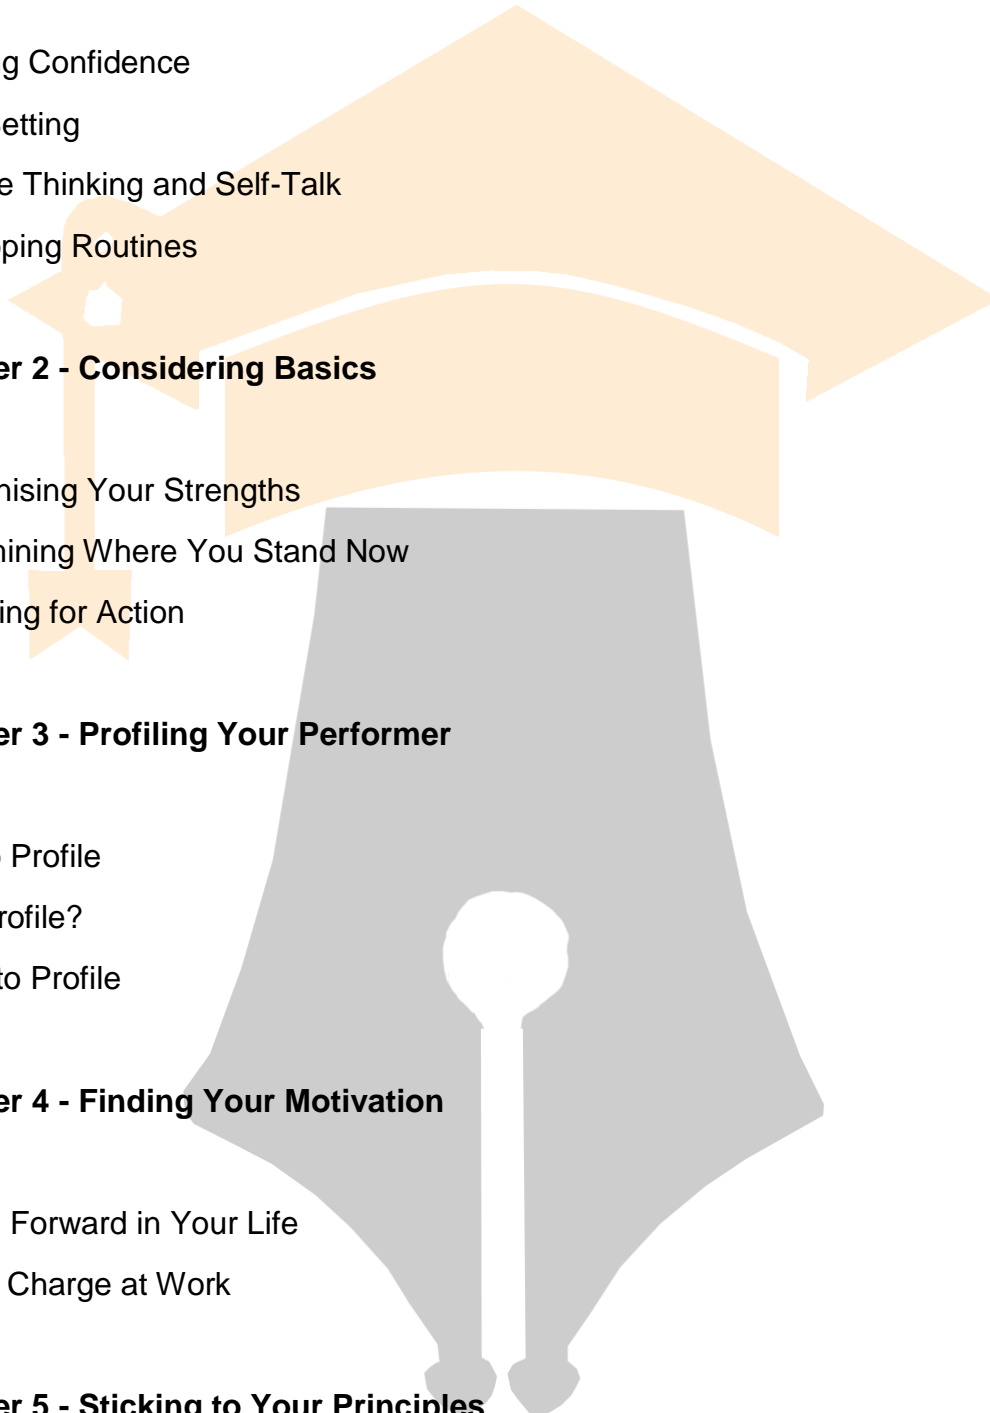 g Confidence
etting
e Thinking and Self-Talk
ping Routines
er 2 - Considering Basics
nising Your Strengths
nining Where You Stand Now
ing for Action
er 3 - Profiling Your Performer
Profile
rofile?
to Profile
er 4 - Finding Your Motivation
Forward in Your Life
Charge at Work
er 5 - Sticking to Your Principles